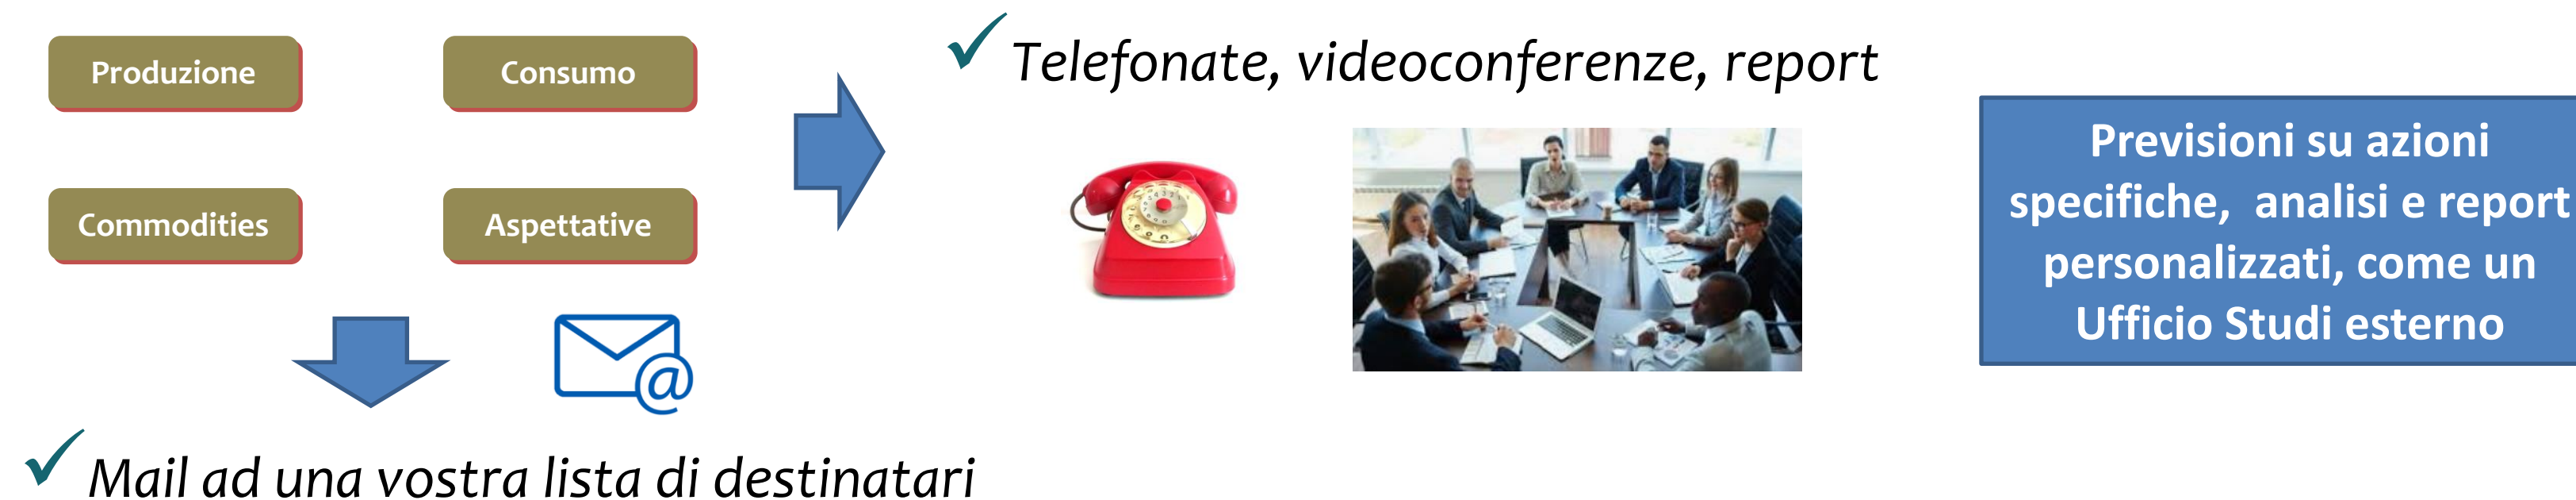 Produzione
Consumo
Commodities
Aspettative
Telefonate, videoconferenze, report
Previsioni su azioni
specifiche,  analisi e report
personalizzati, come un
Ufficio Studi esterno
@
Mail ad una vostra lista di destinatari